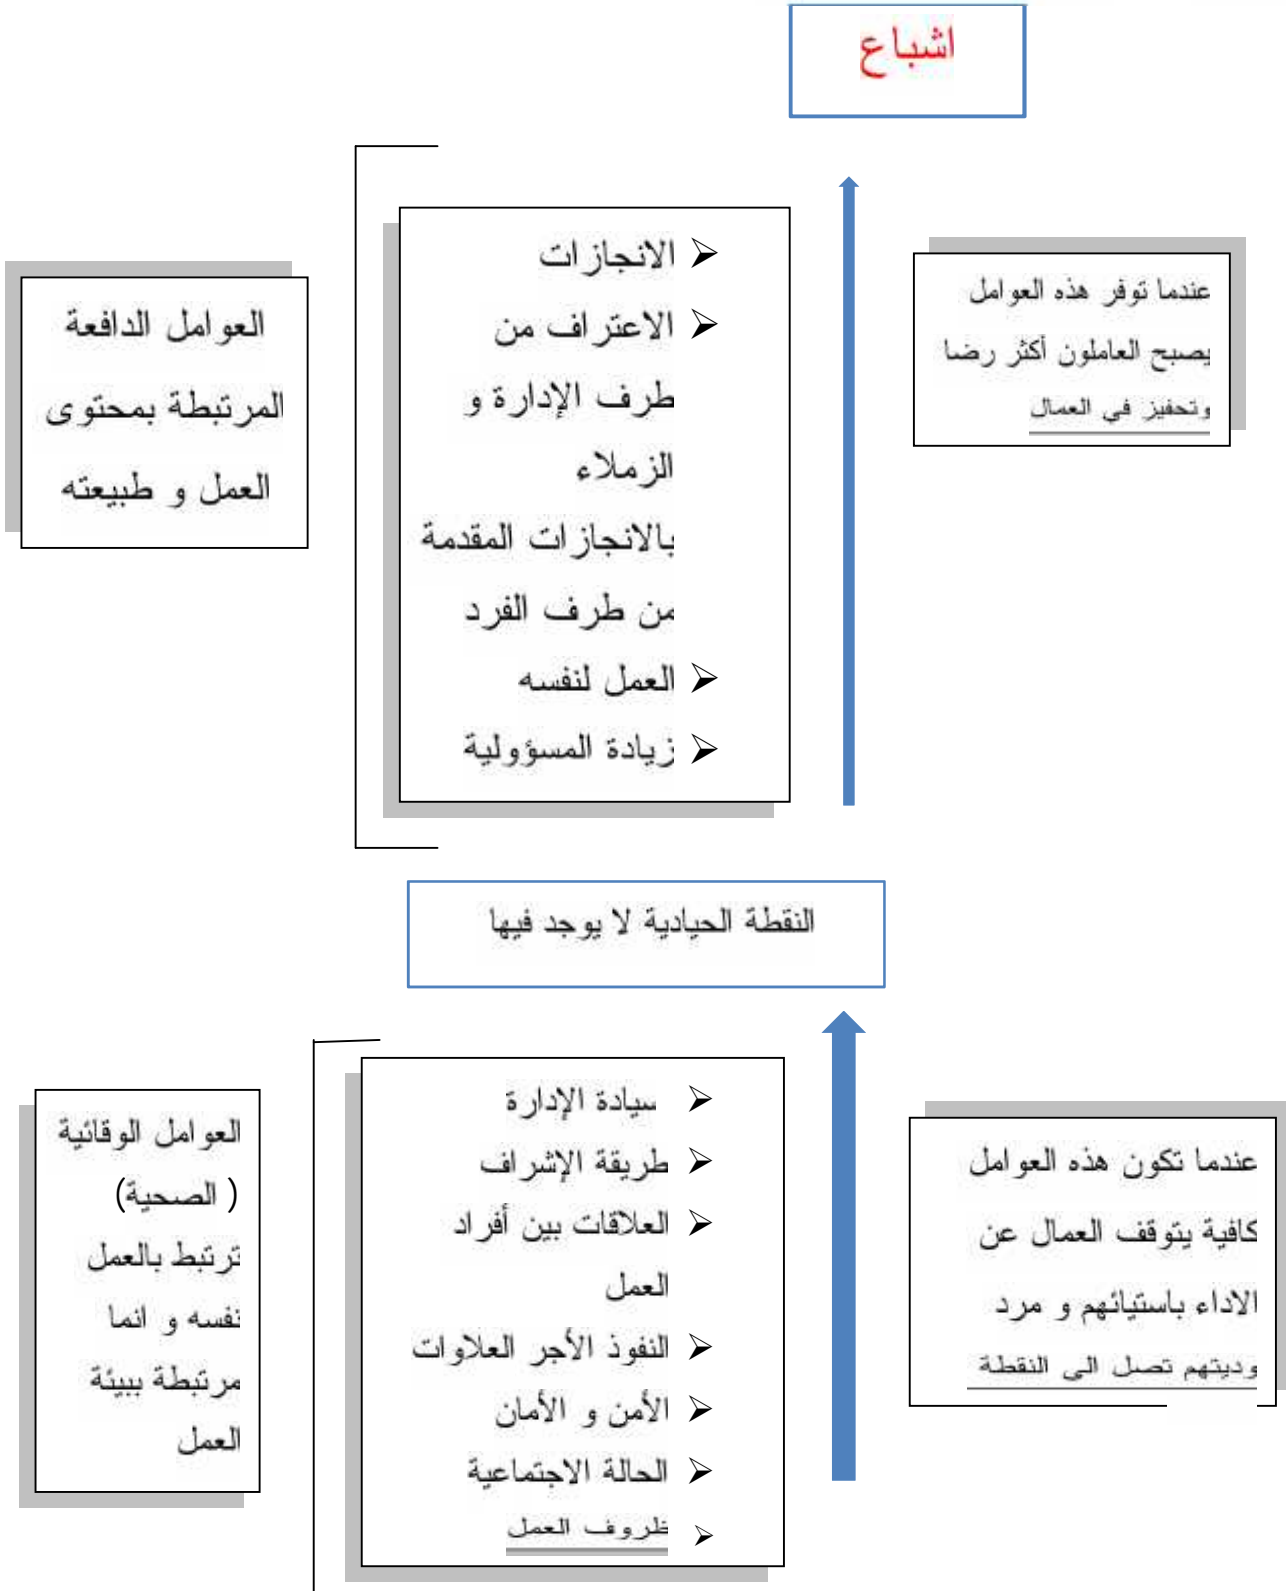 اشباع
عندما توفر هذه العوامل
يصبح العاملون أكثر رضا
وتحفيز في العمال
الانجازات
الاعتراف من
طرف الإدارة و
الزملاء
بالانجازات المقدمة
من طرف الفرد
العمل لنفسه
زيادة المسؤولية
العوامل الدافعة
المرتبطة بمحتوى
العمل و طبيعته
النقطة الحيادية لا يوجد فيها
عندما تكون هذه العوامل
كافية يتوقف العمال عن
الاداء باستيائهم و مرد
وديتهم تصل الى النقطة
سيادة الإدارة
طريقة الإشراف
العلاقات بين أفراد
العمل
النفوذ الأجر العلاوات
الأمن و الأمان
الحالة الاجتماعية
ظروف العمل
العوامل الوقائية
( الصحية)
ترتبط بالعمل
نفسه و انما
مرتبطة ببيئة
العمل